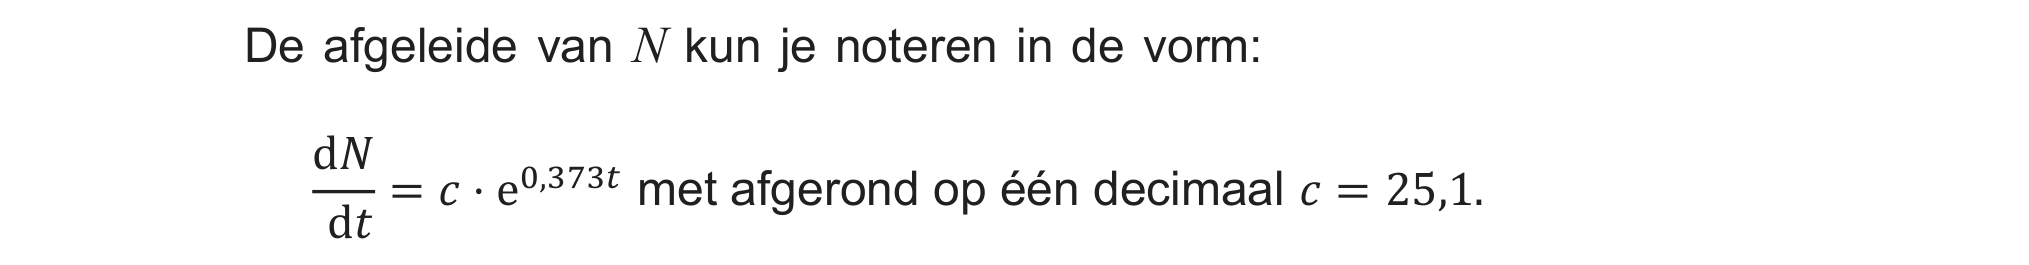 De afgeleide van N kun je noteren in de vorm:
dN/dt = c · e^0,373t met afgerond op één decimaal c = 25,1.